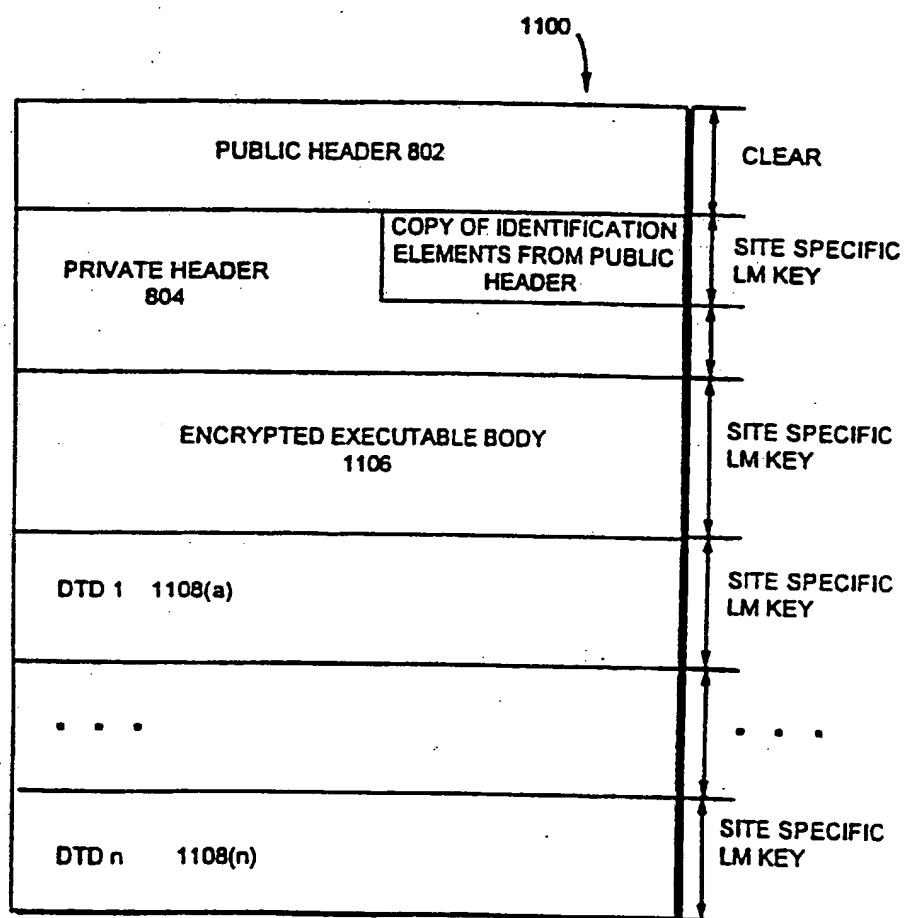 1100
PUBLIC HEADER 802
CLEAR
COPY OF IDENTIFICATION
ELEMENTS FROM PUBLIC
HEADER
PRIVATE HEADER
804
SITE SPECIFIC
LM KEY
ENCRYPTED EXECUTABLE BODY
1106
SITE SPECIFIC
LM KEY
DTD 1 1108(a)
SITE SPECIFIC
LM KEY
. . .
. . .
DTD n 1108(n)
SITE SPECIFIC
LM KEY